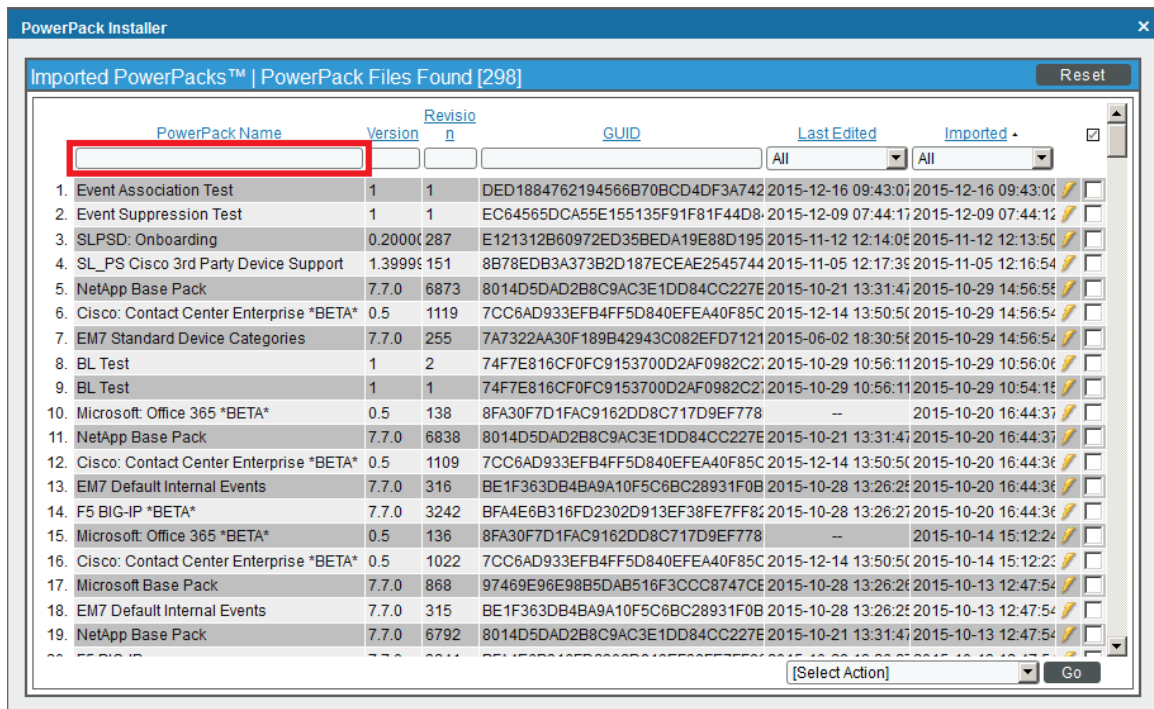 PowerPack Installer
Imported PowerPacks™ | PowerPack Files Found [298] Reset
PowerPack Name Version Revision GUID Last Edited Imported
All All
1. Event Association Test 1 1 DED1884762194566B70BCD4DF3A742 2015-12-16 09:43:07 2015-12-16 09:43:00
2. Event Suppression Test 1 1 EC64565DCA55E155135F91F81F44D8 2015-12-09 07:44:17 2015-12-09 07:44:12
3. SLPSD: Onboarding 0.2000 287 E121312B60972ED35BEDA19E88D195 2015-11-12 12:14:05 2015-11-12 12:13:50
4. SL_PS Cisco 3rd Party Device Support 1.3999 151 8B78EDB3A373B2D187ECEAE2545744 2015-11-05 12:17:39 2015-11-05 12:16:54
5. NetApp Base Pack 7.7.0 6873 8014D5DAD2B8C9AC3E1DD84CC227E 2015-10-21 13:31:47 2015-10-29 14:56:55
6. Cisco: Contact Center Enterprise *BETA* 0.5 1119 7CC6AD933EFB4FF5D840EFEA40F85C 2015-12-14 13:50:50 2015-10-29 14:56:54
7. EM7 Standard Device Categories 7.7.0 255 7A7322AA30F189B42943C082EFD7121 2015-06-02 18:30:56 2015-10-29 14:56:54
8. BL Test 1 2 74F7E816CF0FC9153700D2AF0982C2 2015-10-29 10:56:11 2015-10-29 10:56:06
9. BL Test 1 1 74F7E816CF0FC9153700D2AF0982C2 2015-10-29 10:56:11 2015-10-29 10:54:15
10. Microsoft: Office 365 *BETA* 0.5 138 8FA30F7D1FAC9162DD8C717D9EF778 -- 2015-10-20 16:44:37
11. NetApp Base Pack 7.7.0 6838 8014D5DAD2B8C9AC3E1DD84CC227E 2015-10-21 13:31:47 2015-10-20 16:44:37
12. Cisco: Contact Center Enterprise *BETA* 0.5 1109 7CC6AD933EFB4FF5D840EFEA40F85C 2015-12-14 13:50:50 2015-10-20 16:44:36
13. EM7 Default Internal Events 7.7.0 316 BE1F363DB4BA9A10F5C6BC28931F0B 2015-10-28 13:26:25 2015-10-20 16:44:36
14. F5 BIG-IP *BETA* 7.7.0 3242 BFA4E6B316FD2302D913EF38FE7FF82 2015-10-28 13:26:27 2015-10-20 16:44:36
15. Microsoft: Office 365 *BETA* 0.5 136 8FA30F7D1FAC9162DD8C717D9EF778 -- 2015-10-14 15:12:24
16. Cisco: Contact Center Enterprise *BETA* 0.5 1022 7CC6AD933EFB4FF5D840EFEA40F85C 2015-12-14 13:50:50 2015-10-14 15:12:23
17. Microsoft Base Pack 7.7.0 868 97469E96E98B5DAB516F3CCC8747CE 2015-10-28 13:26:26 2015-10-13 12:47:54
18. EM7 Default Internal Events 7.7.0 315 BE1F363DB4BA9A10F5C6BC28931F0B 2015-10-28 13:26:25 2015-10-13 12:47:54
19. NetApp Base Pack 7.7.0 6792 8014D5DAD2B8C9AC3E1DD84CC227E 2015-10-21 13:31:47 2015-10-13 12:47:54
[Select Action] Go